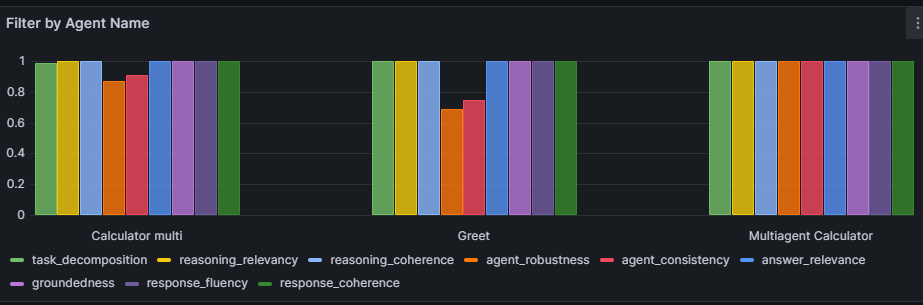 Filter by Agent Name
1
0.8
0.6
0.4
0.2
0
Calculator multi Greet Multiagent Calculator
task_decomposition reasoning_relevancy reasoning_coherence agent_robustness agent_consistency answer_relevance
groundedness response_fluency response_coherence